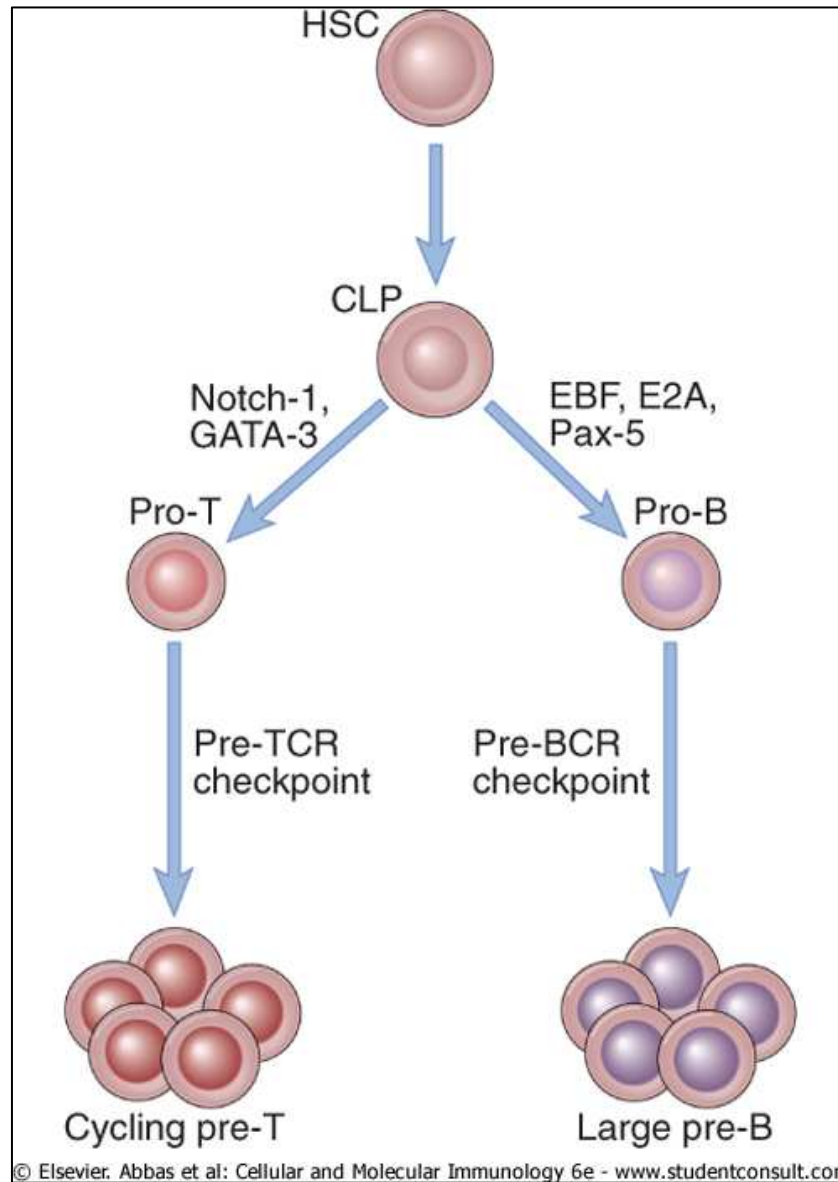 HSC
CLP
Notch-1,
GATA-3
EBF, E2A,
Pax-5
Pro-T
Pro-B
Pre-TCR
checkpoint
Pre-BCR
checkpoint
Cycling pre-T
Large pre-B
© Elsevier. Abbas et al: Cellular and Molecular Immunology 6e - www.studentconsult.com